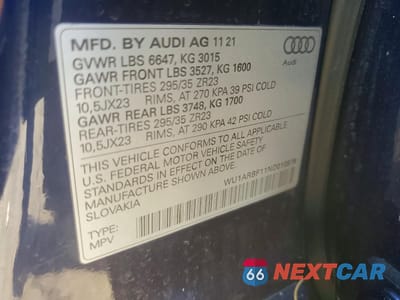 MFD. BY AUDI AG 11 21
GVWR LBS 6647, KG 3015
GAWR FRONT LBS 3527, KG 1600
FRONT-TIRES 295/35 ZR23
10,5JX23 RIMS, AT 270 KPA 39 PSI COLD
GAWR REAR LBS 3748, KG 1700
REAR-TIRES 295/35 ZR23
10,5JX23 RIMS, AT 290 KPA 42 PSI COLD
THIS VEHICLE CONFORMS TO ALL APPLICABLE
U.S. FEDERAL MOTOR VEHICLE SAFETY
STANDARDS IN EFFECT ON THE DATE OF
MANUFACTURE SHOWN ABOVE.
SLOVAKIA
TYPE:
MPV
Audi
66 NEXTCAR